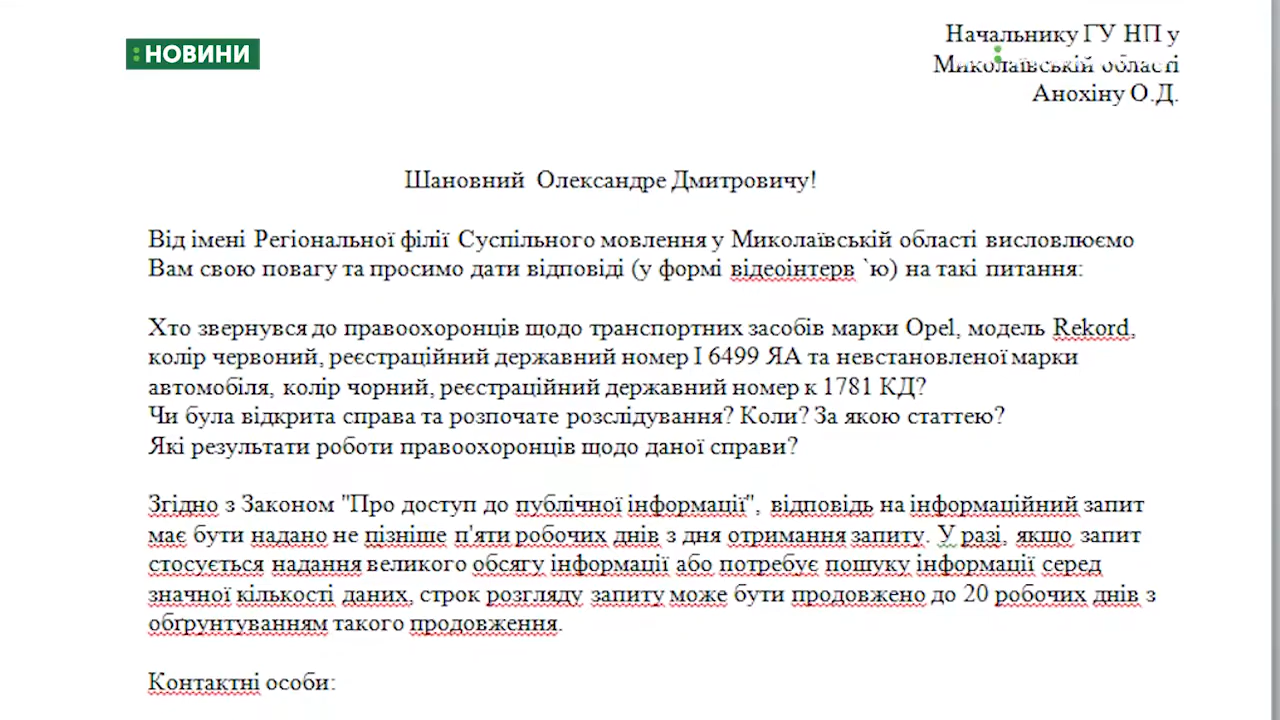 НОВИНИ
Начальнику ГУ НП у
Миколаївській області
Анохіну О.Д.
Шановний Олександре Дмитровичу!
Від імені Регіональної філії Суспільного мовлення у Миколаївській області висловлюємо
Вам свою повагу та просимо дати відповіді (у формі відеоінтерв `ю) на такі питання:
Хто звернувся до правоохоронців щодо транспортних засобів марки Opel, модель Rekord,
колір червоний, реєстраційний державний номер I 6499 ЯА та невстановленої марки
автомобіля, колір чорний, реєстраційний державний номер к 1781 КД?
Чи була відкрита справа та розпочате розслідування? Коли? За якою статтею?
Які результати роботи правоохоронців щодо даної справи?
Згідно з Законом "Про доступ до публічної інформації", відповідь на інформаційний запит
має бути надано не пізніше п'яти робочих днів з дня отримання запиту. У разі, якщо запит
стосується надання великого обсягу інформації або потребує пошуку інформації серед
значної кількості даних, строк розгляду запиту може бути продовжено до 20 робочих днів з
обґрунтуванням такого продовження.
Контактні особи: